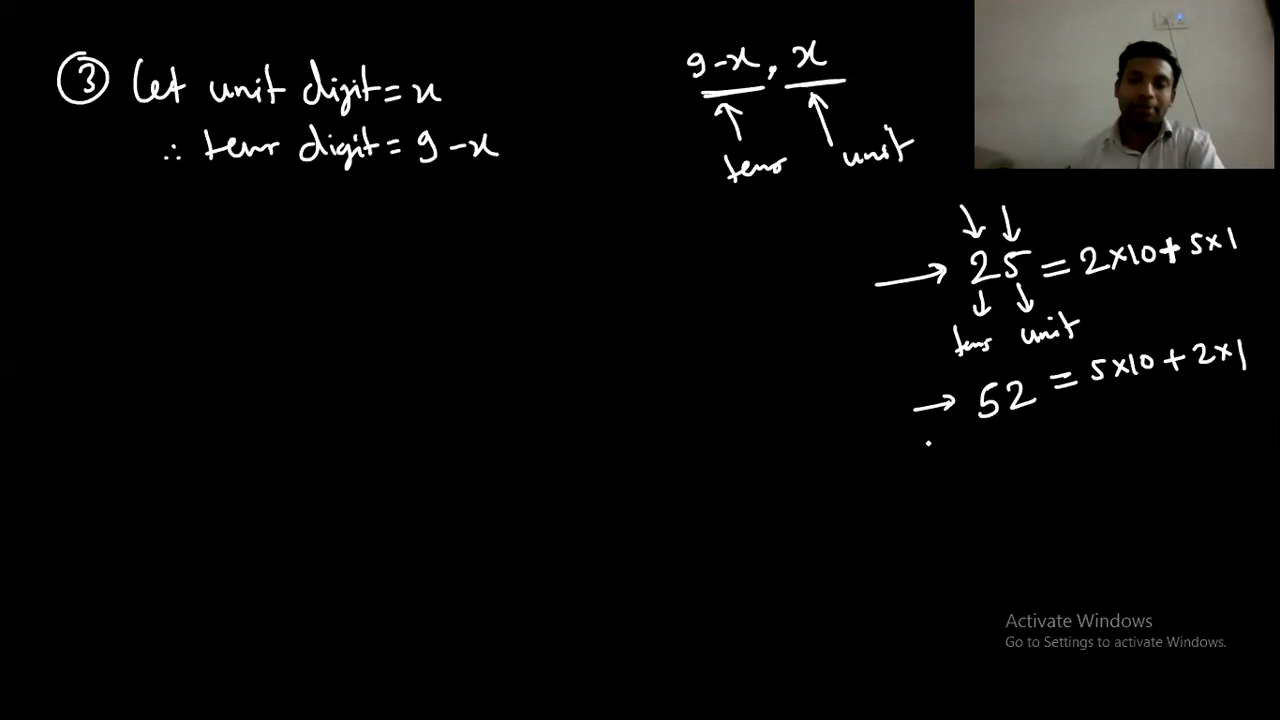 ③ Let unit digit = x
∴ tens digit = 9 - x
9-x, x
tens unit
25 = 2×10 + 5×1
tens unit
52 = 5×10 + 2×1
Activate Windows
Go to Settings to activate Windows.